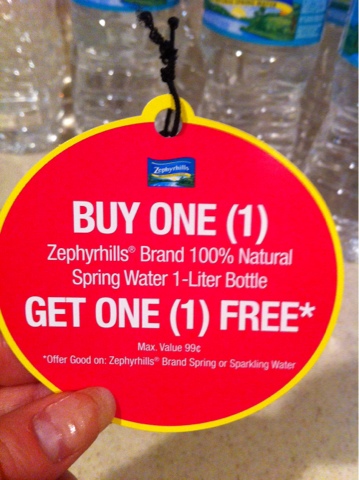 Zephyrhills
BUY ONE (1)
Zephyrhills® Brand 100% Natural
Spring Water 1-Liter Bottle
GET ONE (1) FREE*
Max. Value 99¢
*Offer Good on: Zephyrhills® Brand Spring or Sparkling Water